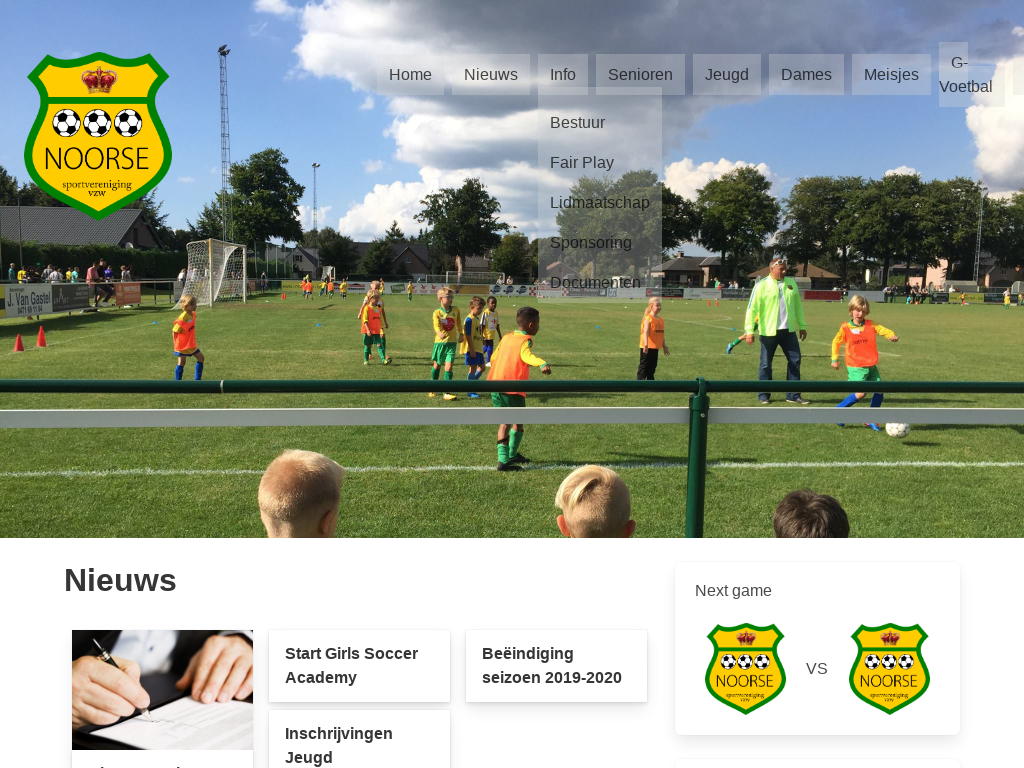 NOORSE
sportvereniging
vzw
Home
Nieuws
Info
Senioren
Jeugd
Dames
Meisjes
G-
Voetbal
Bestuur
Fair Play
Lidmaatschap
Sponsoring
Documenten
J. Van Gastel
Nieuws
Start Girls Soccer
Academy
Inschrijvingen
Jeugd
Beëindiging
seizoen 2019-2020
Next game
NOORSE
sportvereniging
vzw
VS
NOORSE
sportvereniging
vzw